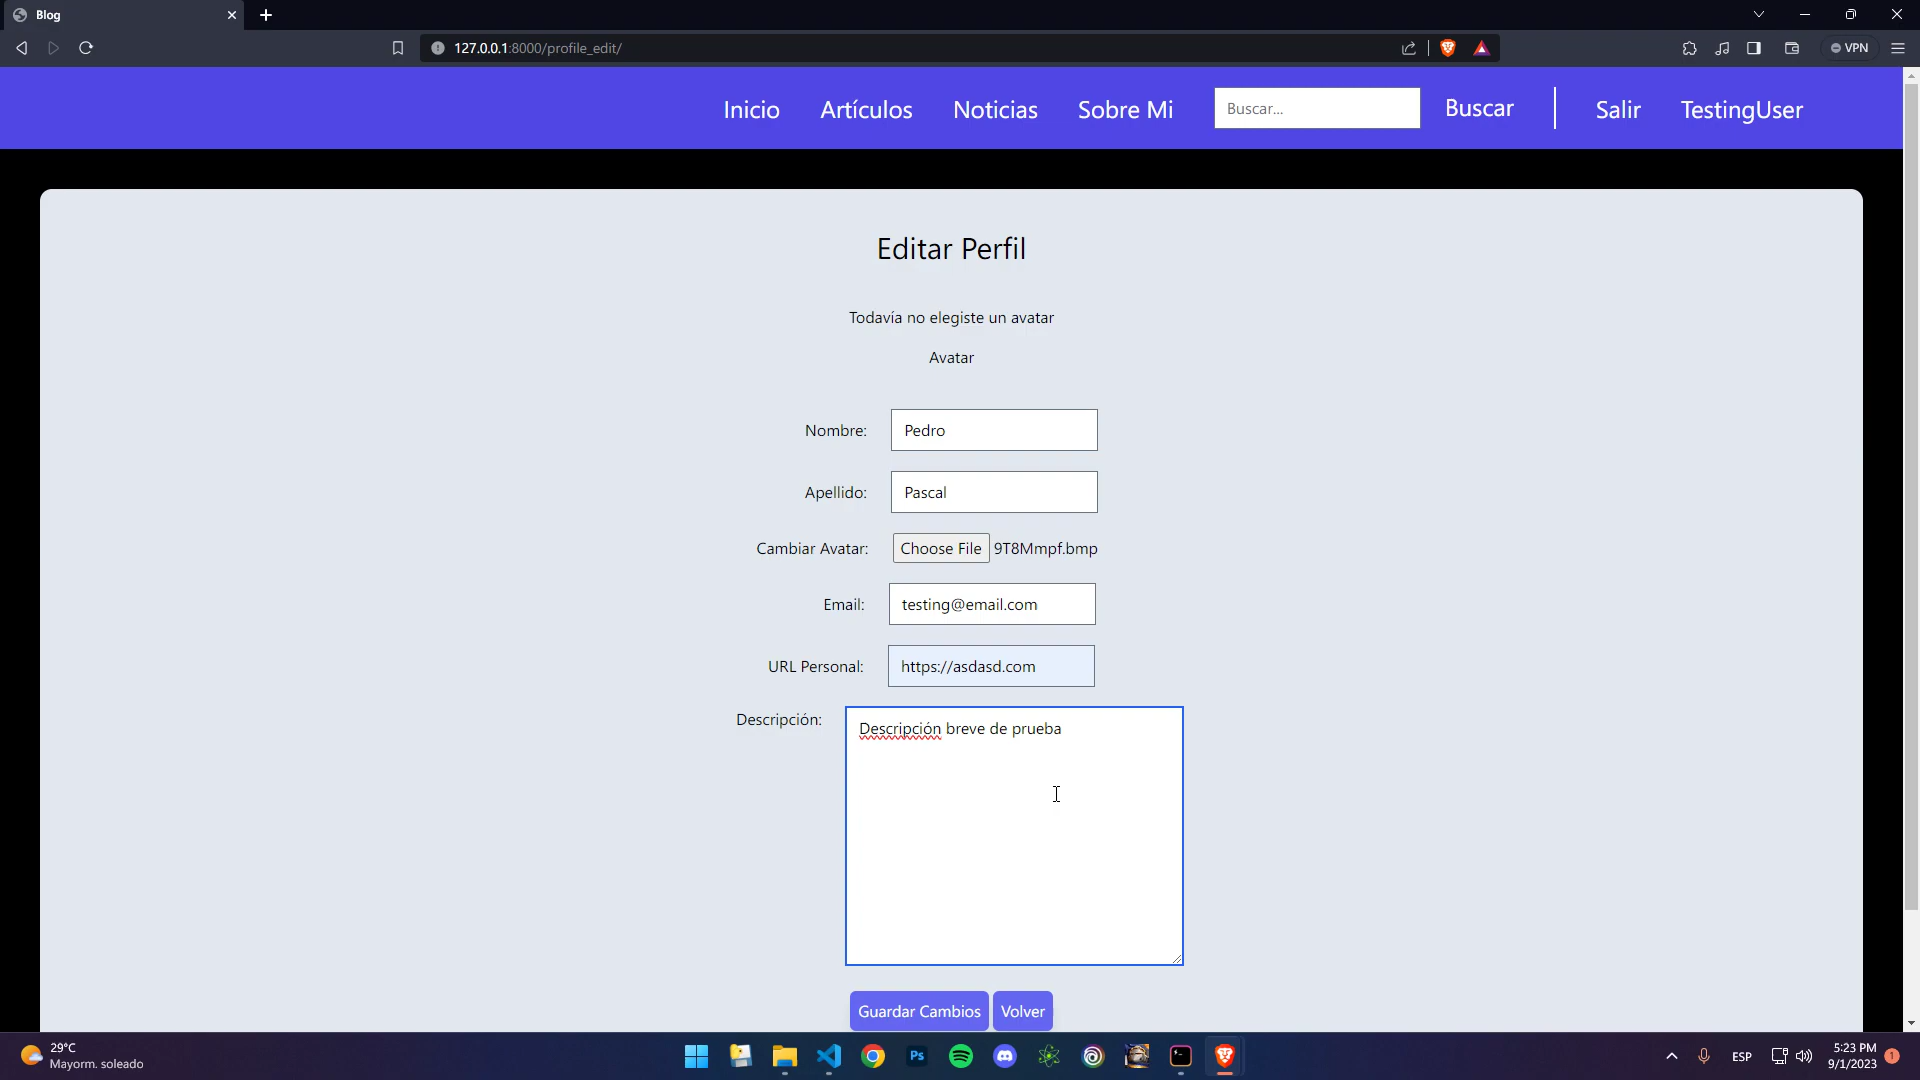 Blog
127.0.0.1:8000/profile_edit/
VPN
Inicio Artículos Noticias Sobre Mi Buscar... Buscar Salir TestingUser
Editar Perfil
Todavía no elegiste un avatar
Avatar
Nombre: Pedro
Apellido: Pascal
Cambiar Avatar: Choose File 9T8Mmpf.bmp
Email: testing@email.com
URL Personal: https://asdasd.com
Descripción: Descripción breve de prueba
Guardar Cambios Volver
29°C
Mayorm. soleado
Ps
ESP
5:23 PM
9/1/2023
1